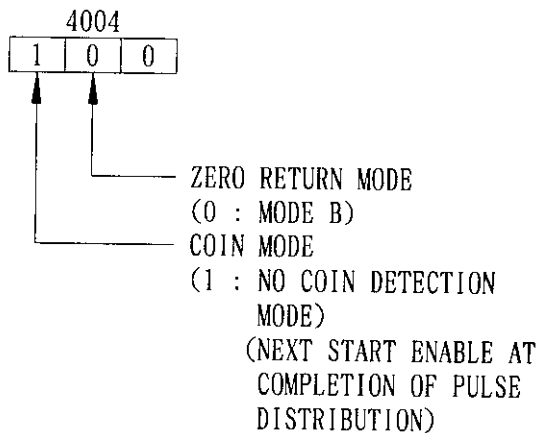 4004
1 0 0
ZERO RETURN MODE
(0 : MODE B)
COIN MODE
(1 : NO COIN DETECTION
MODE)
(NEXT START ENABLE AT
COMPLETION OF PULSE
DISTRIBUTION)